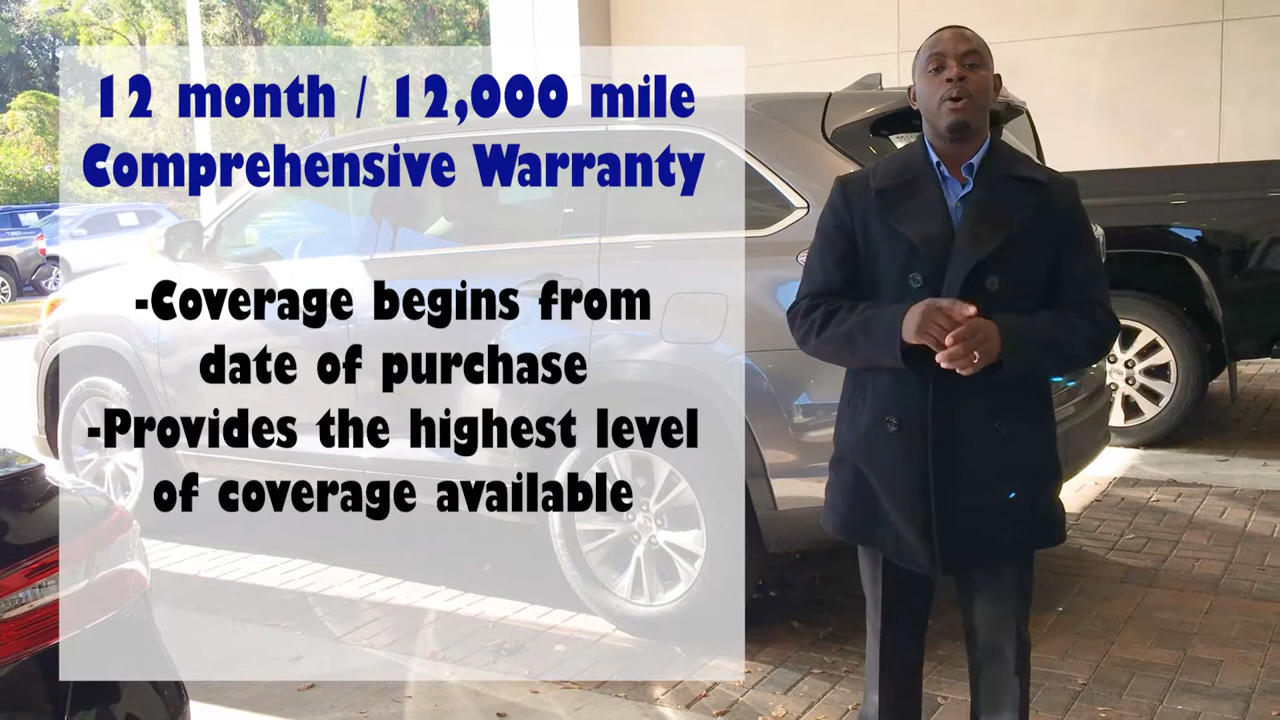 12 month / 12,000 mile
Comprehensive Warranty
-Coverage begins from
date of purchase
-Provides the highest level
of coverage available